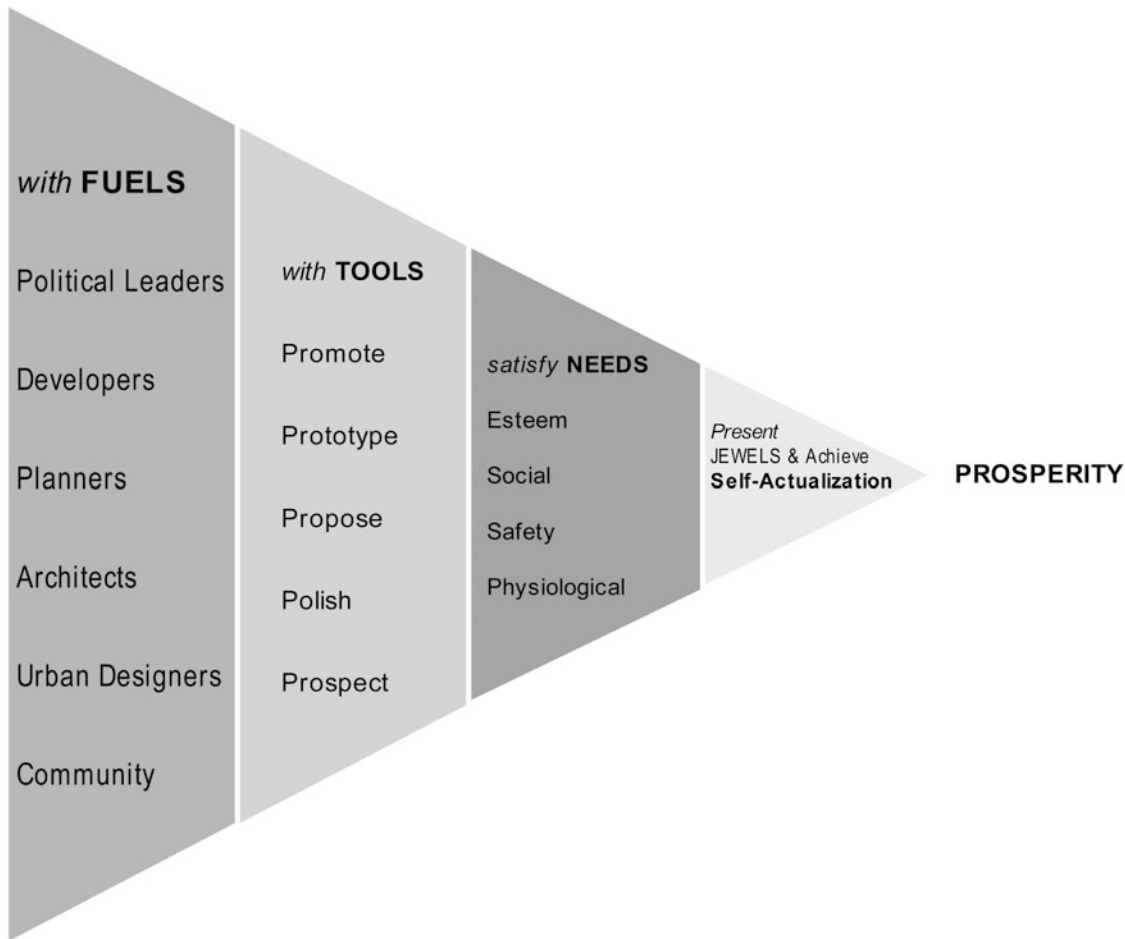 with FUELS
Political Leaders
Developers
Planners
Architects
Urban Designers
Community
with TOOLS
Promote
Prototype
Propose
Polish
Prospect
satisfy NEEDS
Esteem
Social
Safety
Physiological
Present
JEWELS & Achieve
Self-Actualization
PROSPERITY